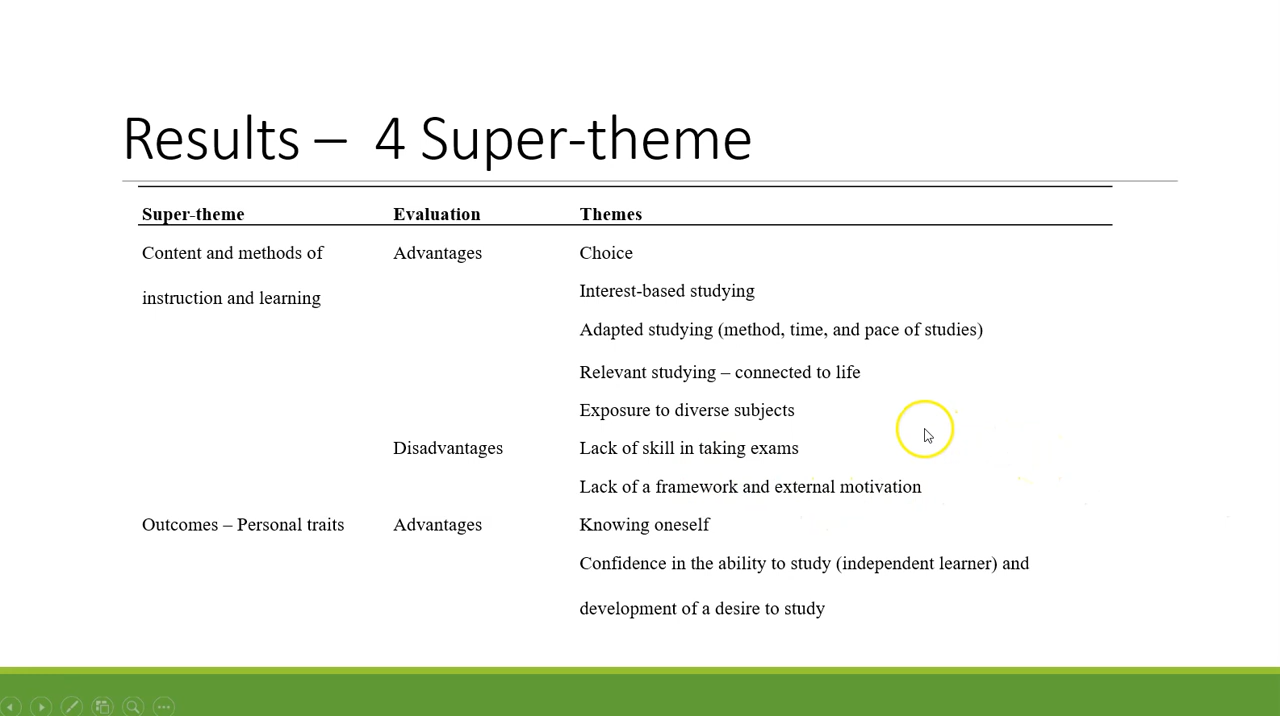 Results – 4 Super-theme
Super-theme Evaluation Themes
Content and methods of Advantages Choice
instruction and learning
Interest-based studying
Adapted studying (method, time, and pace of studies)
Relevant studying – connected to life
Exposure to diverse subjects
Disadvantages Lack of skill in taking exams
Lack of a framework and external motivation
Outcomes – Personal traits Advantages Knowing oneself
Confidence in the ability to study (independent learner) and
development of a desire to study